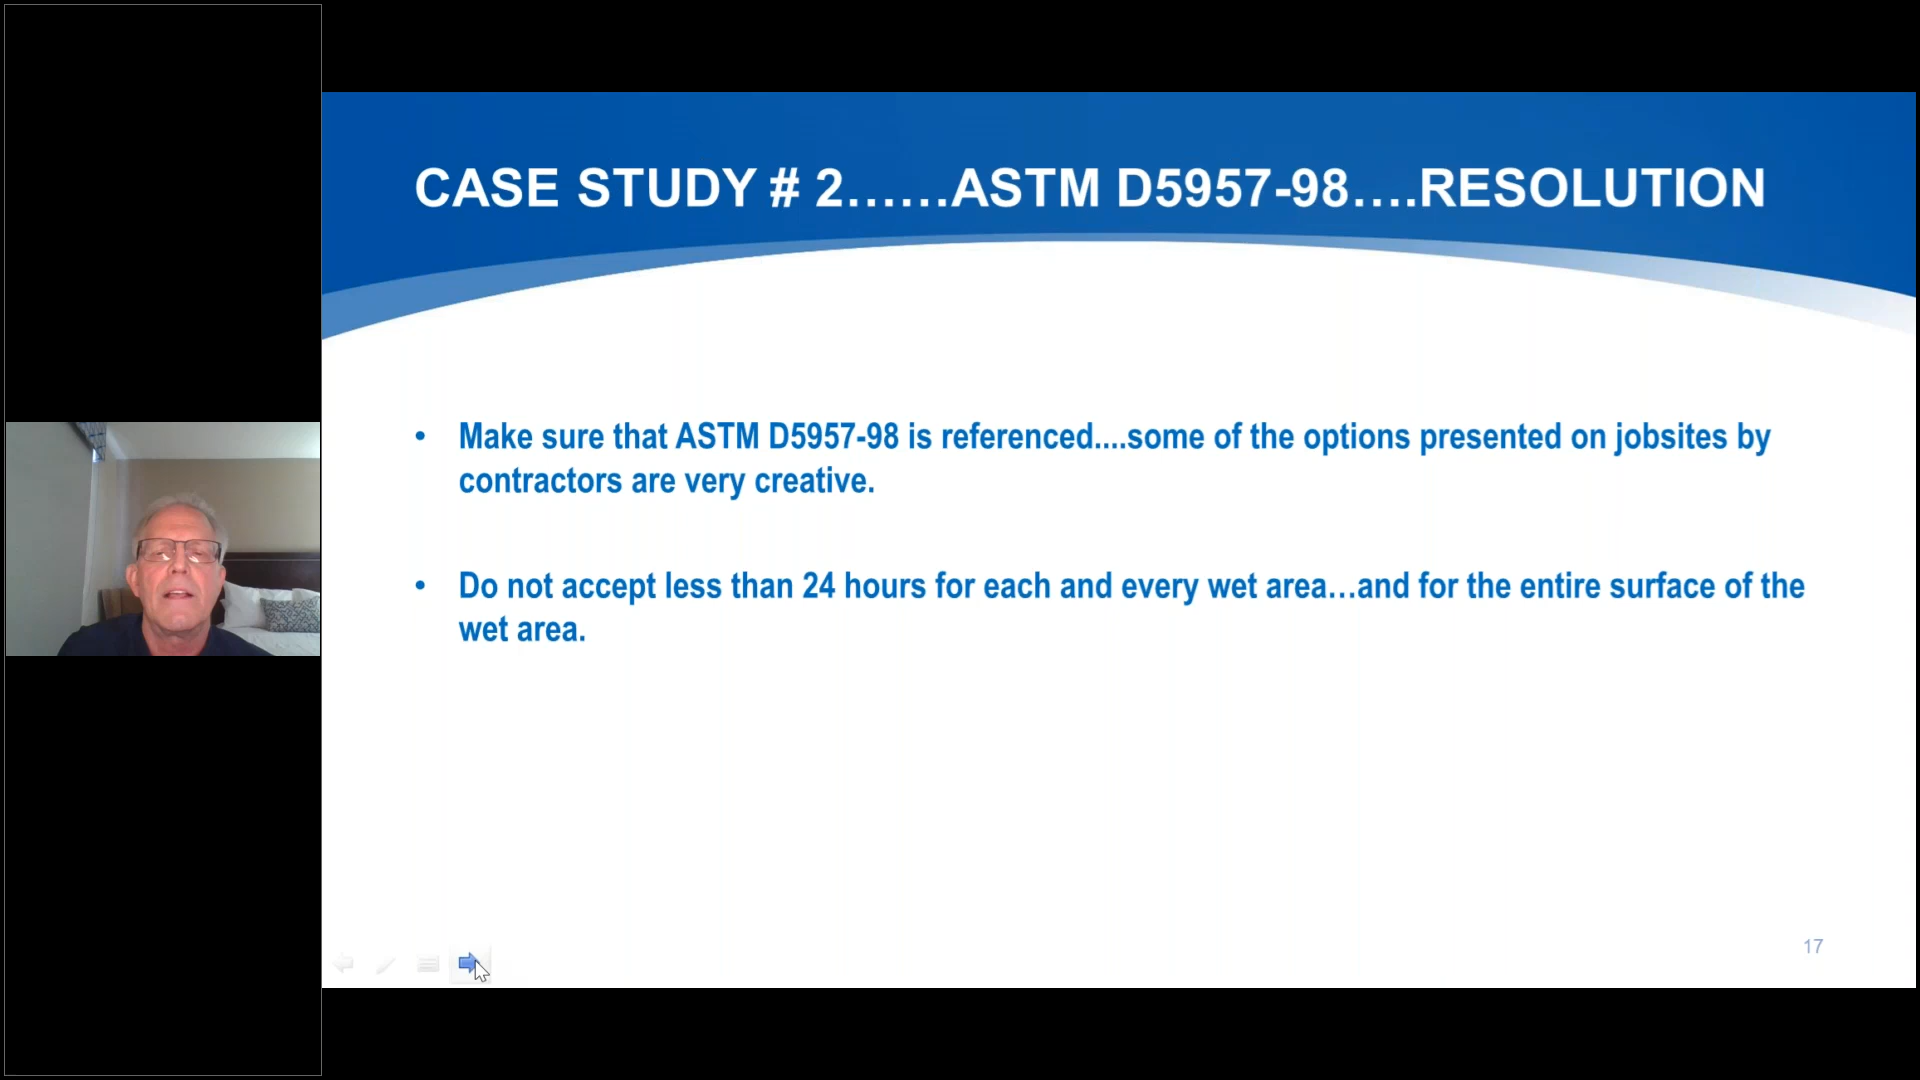 CASE STUDY # 2......ASTM D5957-98....RESOLUTION
• Make sure that ASTM D5957-98 is referenced....some of the options presented on jobsites by
contractors are very creative.
• Do not accept less than 24 hours for each and every wet area…and for the entire surface of the
wet area.
17